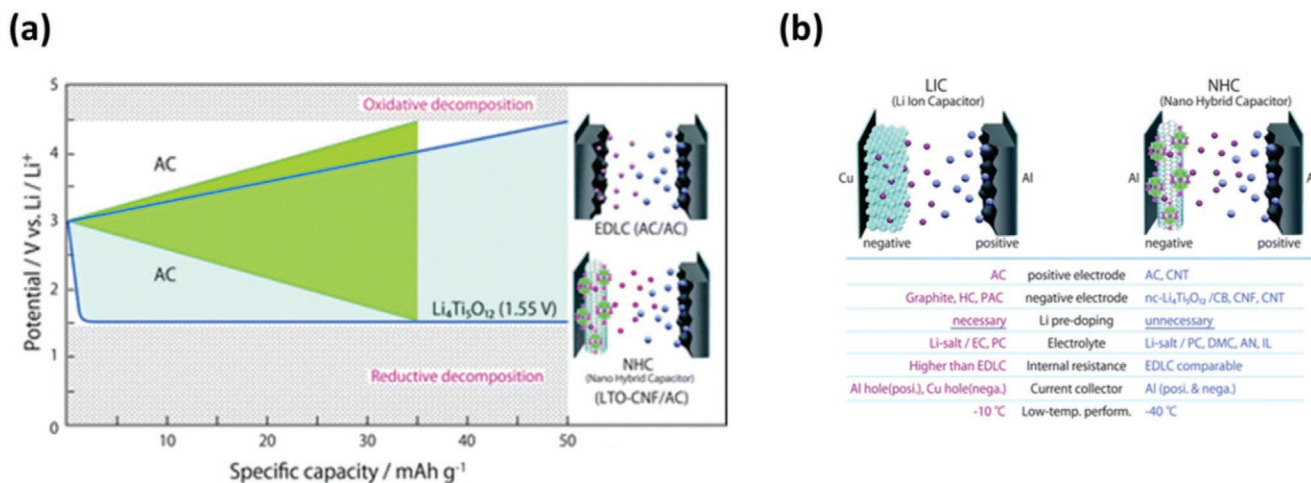 (a)
5
4
3
2
1
0
Potential / V vs. Li / Li⁺
Oxidative decomposition
AC
AC
Li₄Ti₅O₁₂ (1.55 V)
Reductive decomposition
10
20
30
40
50
Specific capacity / mAh g⁻¹
EDLC (AC/AC)
NHC
(Nano Hybrid Capacitor)
(LTO-CNF/AC)
(b)
LIC
(Li Ion Capacitor)
NHC
(Nano Hybrid Capacitor)
Cu
Al
Al
negative
positive
negative
positive
AC positive electrode AC, CNT
Graphite, HC, PAC negative electrode nc-Li₄Ti₅O₁₂ /CB, CNF, CNT
necessary Li pre-doping unnecessary
Li-salt / EC, PC Electrolyte Li-salt / PC, DMC, AN, IL
Higher than EDLC Internal resistance EDLC comparable
Al hole(posi.), Cu hole(nega.) Current collector Al (posi. & nega.)
-10 ℃ Low-temp. perform. -40 ℃